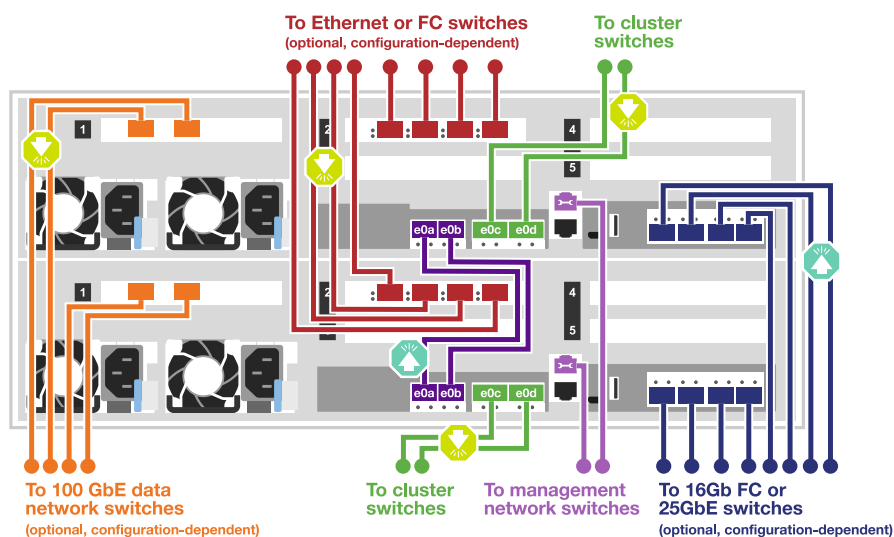 To Ethernet or FC switches
(optional, configuration-dependent)
To cluster
switches
1
2
4
5
e0a e0b
e0c e0d
1
2
4
5
e0a e0b
e0c e0d
To 100 GbE data
network switches
(optional, configuration-dependent)
To cluster
switches
To management
network switches
To 16Gb FC or
25GbE switches
(optional, configuration-dependent)